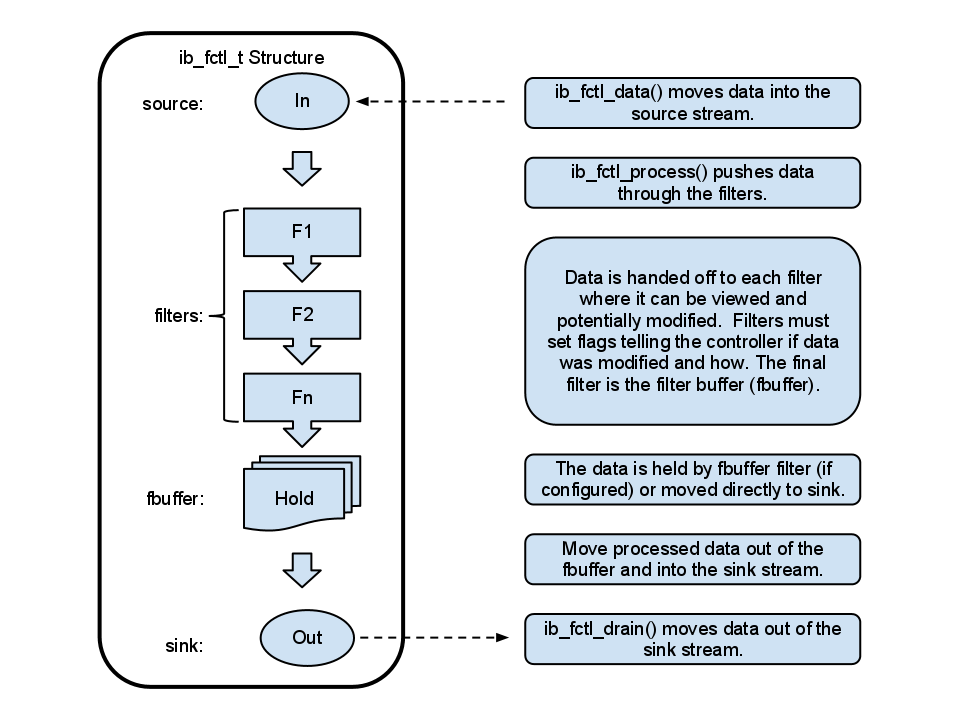 ib_fctl_t Structure
source:
In
F1
filters:
F2
Fn
fbuffer:
Hold
sink:
Out
ib_fctl_data() moves data into the
source stream.
ib_fctl_process() pushes data
through the filters.
Data is handed off to each filter
where it can be viewed and
potentially modified.  Filters must
set flags telling the controller if data
was modified and how. The final
filter is the filter buffer (fbuffer).
The data is held by fbuffer filter (if
configured) or moved directly to sink.
Move processed data out of the
fbuffer and into the sink stream.
ib_fctl_drain() moves data out of the
sink stream.